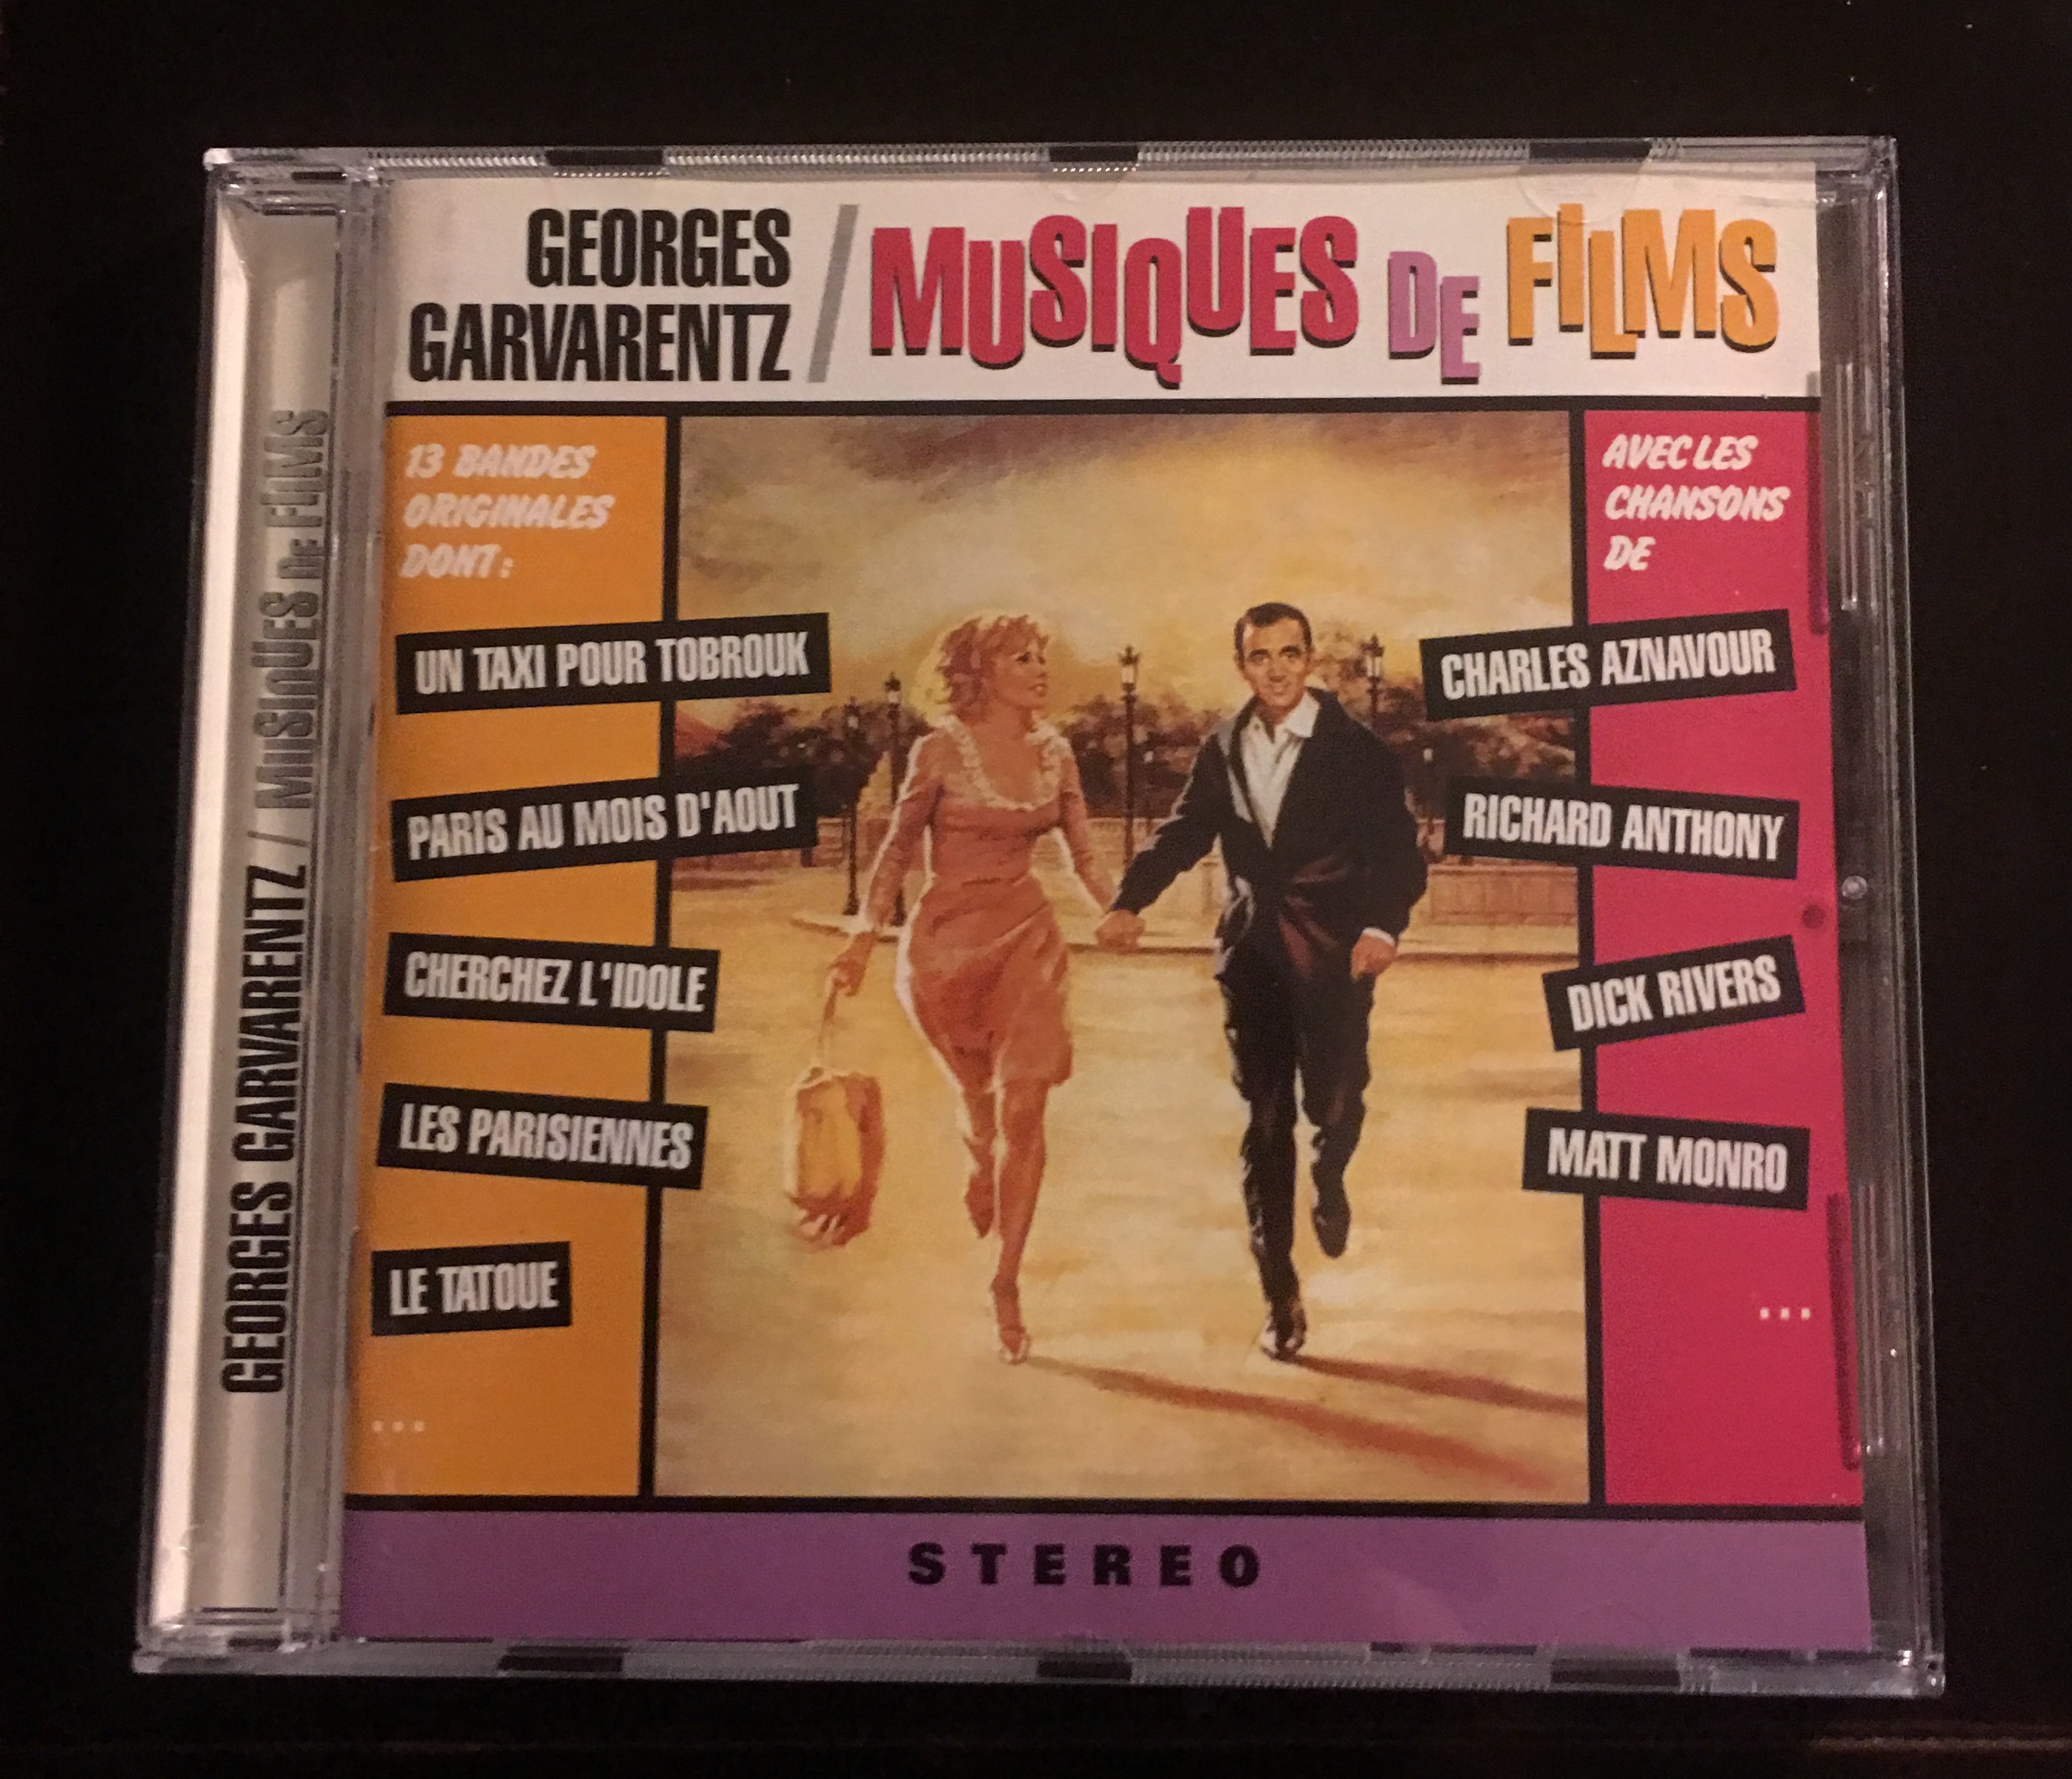 GEORGES
GARVARENTZ
/ MUSIQUES DE FILMS
13 BANDES
ORIGINALES
DONT :
UN TAXI POUR TOBROUK
PARIS AU MOIS D'AOUT
CHERCHEZ L'IDOLE
LES PARISIENNES
LE TATOUE
...
AVEC LES
CHANSONS
DE
CHARLES AZNAVOUR
RICHARD ANTHONY
DICK RIVERS
MATT MONRO
...
STEREO
GEORGES GARVARENTZ / MUSIQUES DE FILMS